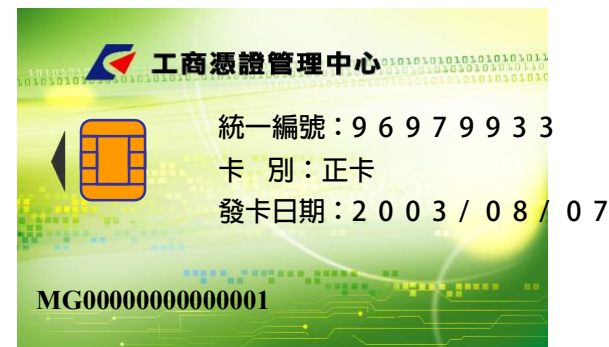 工商憑證管理中心
統一編號：９６９７９９３３
卡　別：正卡
發卡日期：２００３/０８/０７
MG00000000000001